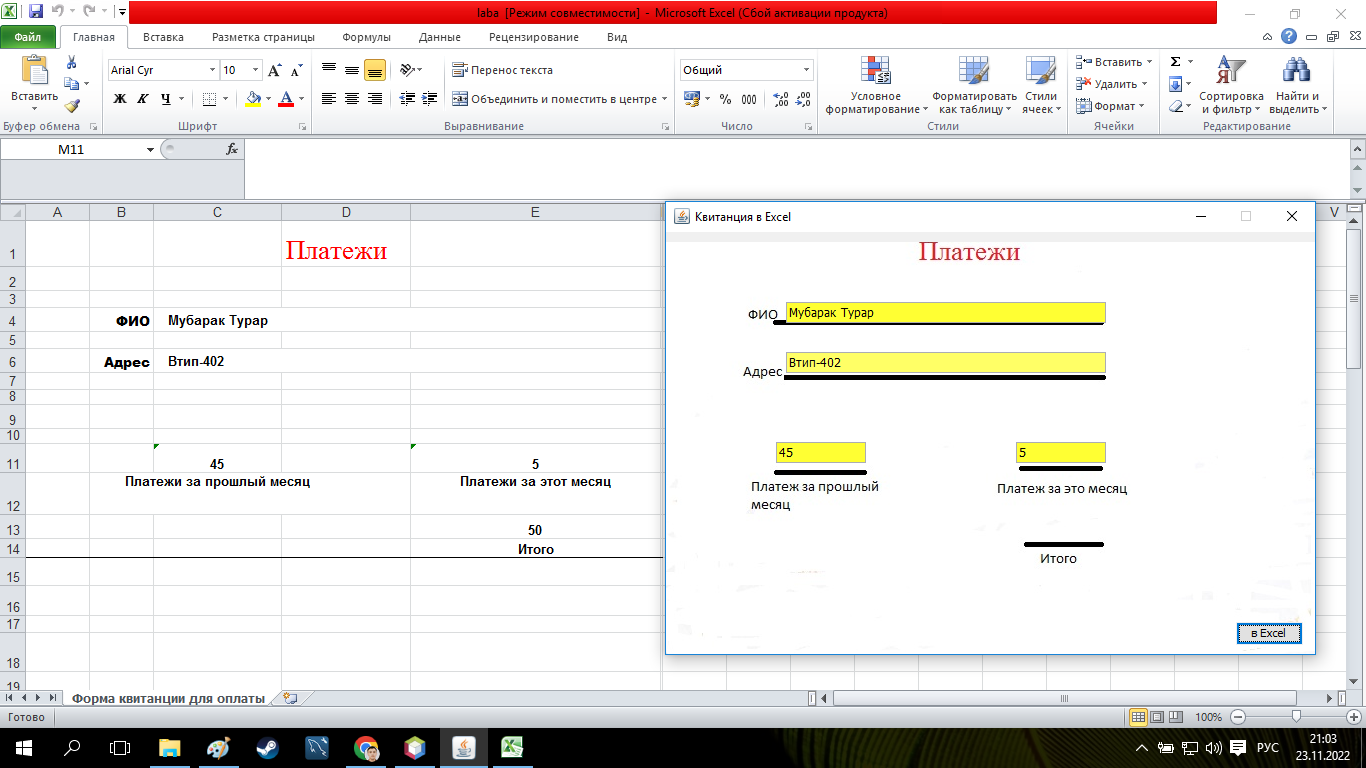 laba [Режим совместимости] - Microsoft Excel (Сбой активации продукта)
Файл Главная Вставка Разметка страницы Формулы Данные Рецензирование Вид
Вставить
Буфер обмена
Arial Cyr 10
Ж К Ч
Шрифт
Перенос текста
Объединить и поместить в центре
Выравнивание
Общий
% 000
Число
Условное форматирование
Форматировать как таблицу
Стили ячеек
Стили
Вставить
Удалить
Формат
Ячейки
Σ
Сортировка и фильтр
Найти и выделить
Редактирование
M11 fx
A B C D E V
1 Платежи
2
3
4 ФИО Мубарак Турар
5
6 Адрес Втип-402
7
8
9
10
11 45 5
12 Платежи за прошлый месяц Платежи за этот месяц
13 50
14 Итого
15
16
17
18
19
Квитанция в Excel
Платежи
ФИО Мубарак Турар
Адрес Втип-402
45 5
Платеж за прошлый
месяц
Платеж за это месяц
Итого
в Excel
Форма квитанции для оплаты
Готово 100%
РУС
21:03
23.11.2022